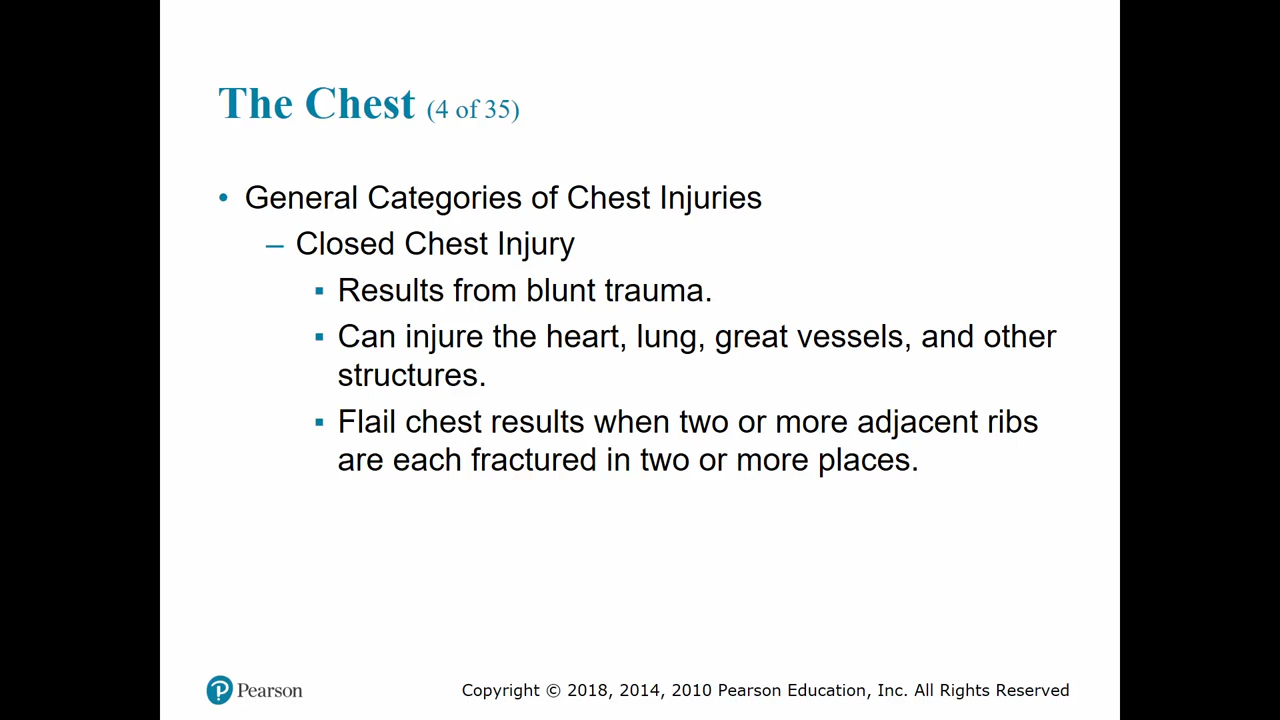 The Chest (4 of 35)
• General Categories of Chest Injuries
– Closed Chest Injury
▪ Results from blunt trauma.
▪ Can injure the heart, lung, great vessels, and other
structures.
▪ Flail chest results when two or more adjacent ribs
are each fractured in two or more places.
Pearson
Copyright © 2018, 2014, 2010 Pearson Education, Inc. All Rights Reserved